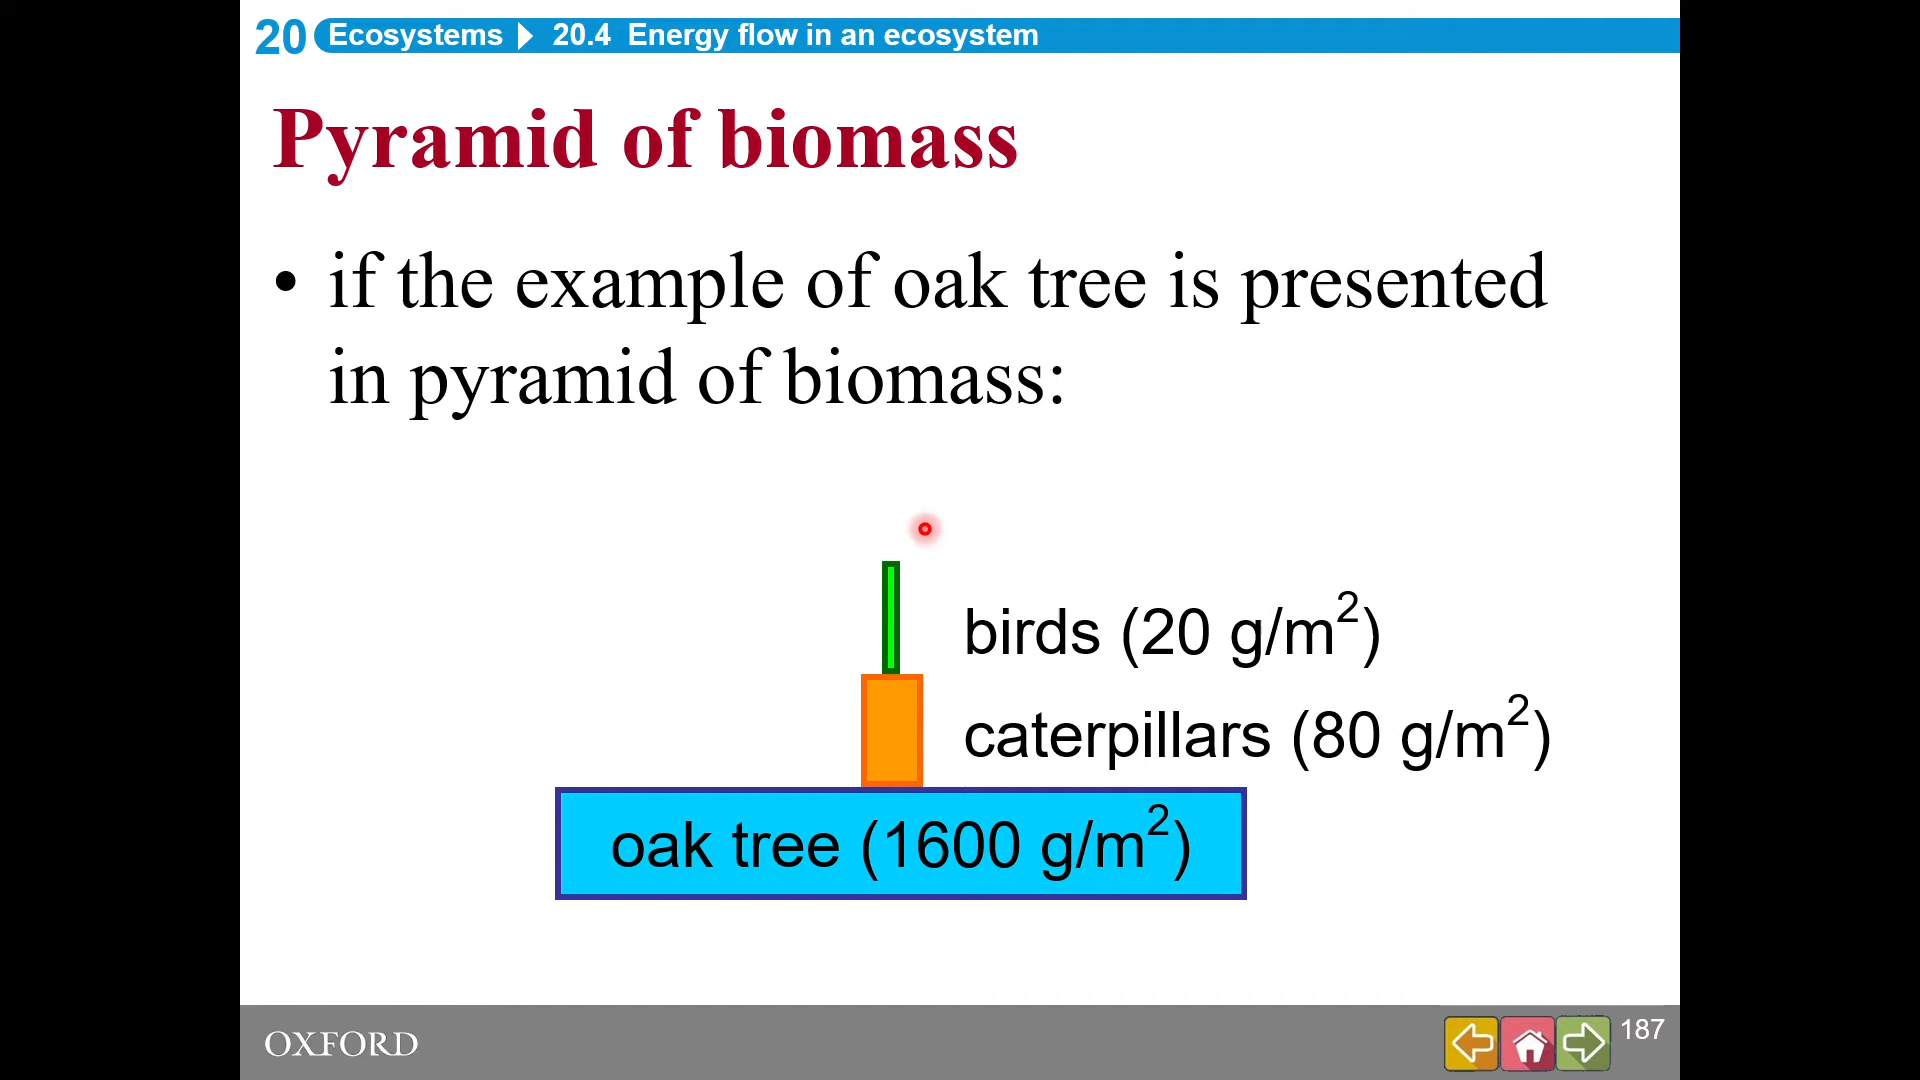 20 Ecosystems 20.4 Energy flow in an ecosystem
Pyramid of biomass
• if the example of oak tree is presented
in pyramid of biomass:
birds (20 g/m²)
caterpillars (80 g/m²)
oak tree (1600 g/m²)
OXFORD
187